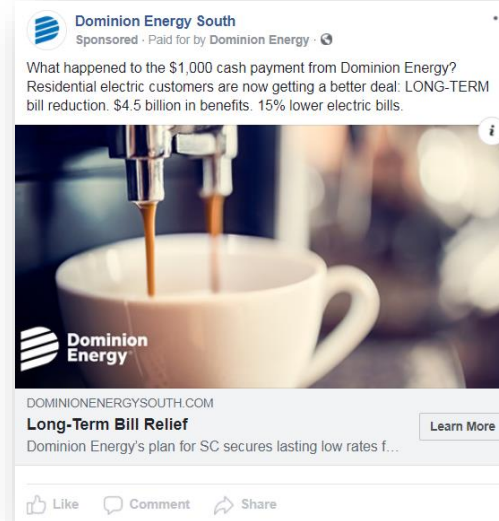 Dominion Energy South
Sponsored · Paid for by Dominion Energy ·
What happened to the $1,000 cash payment from Dominion Energy?
Residential electric customers are now getting a better deal: LONG-TERM
bill reduction. $4.5 billion in benefits. 15% lower electric bills.
i
Dominion
Energy
DOMINIONENERGYSOUTH.COM
Long-Term Bill Relief
Learn More
Dominion Energy's plan for SC secures lasting low rates f...
Like Comment Share